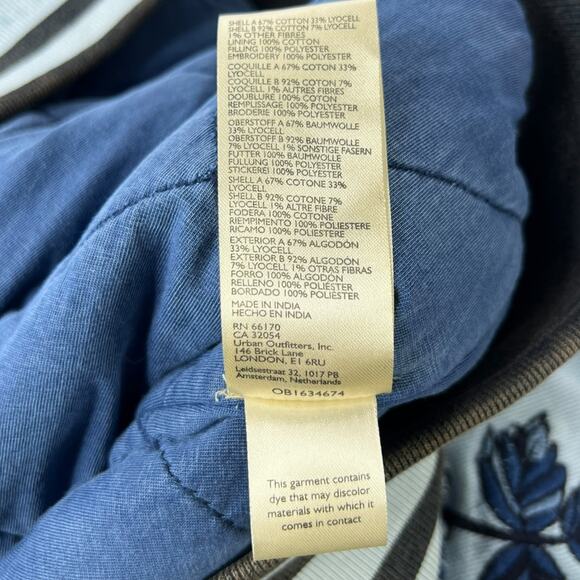 SHELL A 67% COTTON 33% LYOCELL
SHELL B 92% COTTON 7% LYOCELL
1% OTHER FIBRES
LINING 100% COTTON
FILLING 100% POLYESTER
EMBROIDERY 100% POLYESTER
COQUILLE A 67% COTON 33%
LYOCELL
COQUILLE B 92% COTON 7%
LYOCELL 1% AUTRES FIBRES
DOUBLURE 100% COTON
REMPLISSAGE 100% POLYESTER
BRODERIE 100% POLYESTER
OBERSTOFF A 67% BAUMWOLLE
33% LYOCELL
OBERSTOFF B 92% BAUMWOLLE
7% LYOCELL 1% SONSTIGE FASERN
FUTTER 100% BAUMWOLLE
FULLUNG 100% POLYESTER
STICKEREI 100% POLYESTER
SHELL A 67% COTONE 33%
LYOCELL
SHELL B 92% COTONE 7%
LYOCELL 1% ALTRE FIBRE
FODERA 100% COTONE
RIEMPIMENTO 100% POLIESTERE
RICAMO 100% POLIESTERE
EXTERIOR A 67% ALGODÓN
33% LYOCELL
EXTERIOR B 92% ALGODÓN
7% LYOCELL 1% OTRAS FIBRAS
FORRO 100% ALGODÓN
RELLENO 100% POLIÉSTER
BORDADO 100% POLIÉSTER
MADE IN INDIA
HECHO EN INDIA
RN 66170
CA 32054
Urban Outfitters, Inc.
146 Brick Lane
LONDON, E1 6RU
Leidsestraat 32, 1017 PB
Amsterdam, Netherlands
OB1634674
This garment contains
dye that may discolor
materials with which it
comes in contact